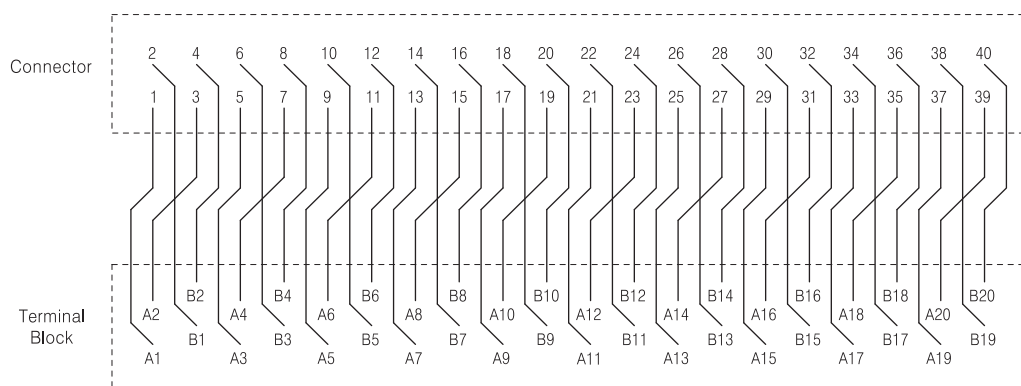 2 4 6 8 10 12 14 16 18 20 22 24 26 28 30 32 34 36 38 40
Connector
1 3 5 7 9 11 13 15 17 19 21 23 25 27 29 31 33 35 37 39
B2 B4 B6 B8 B10 B12 B14 B16 B18 B20
A2 A4 A6 A8 A10 A12 A14 A16 A18 A20
Terminal
Block
B1 B3 B5 B7 B9 B11 B13 B15 B17 B19
A1 A3 A5 A7 A9 A11 A13 A15 A17 A19